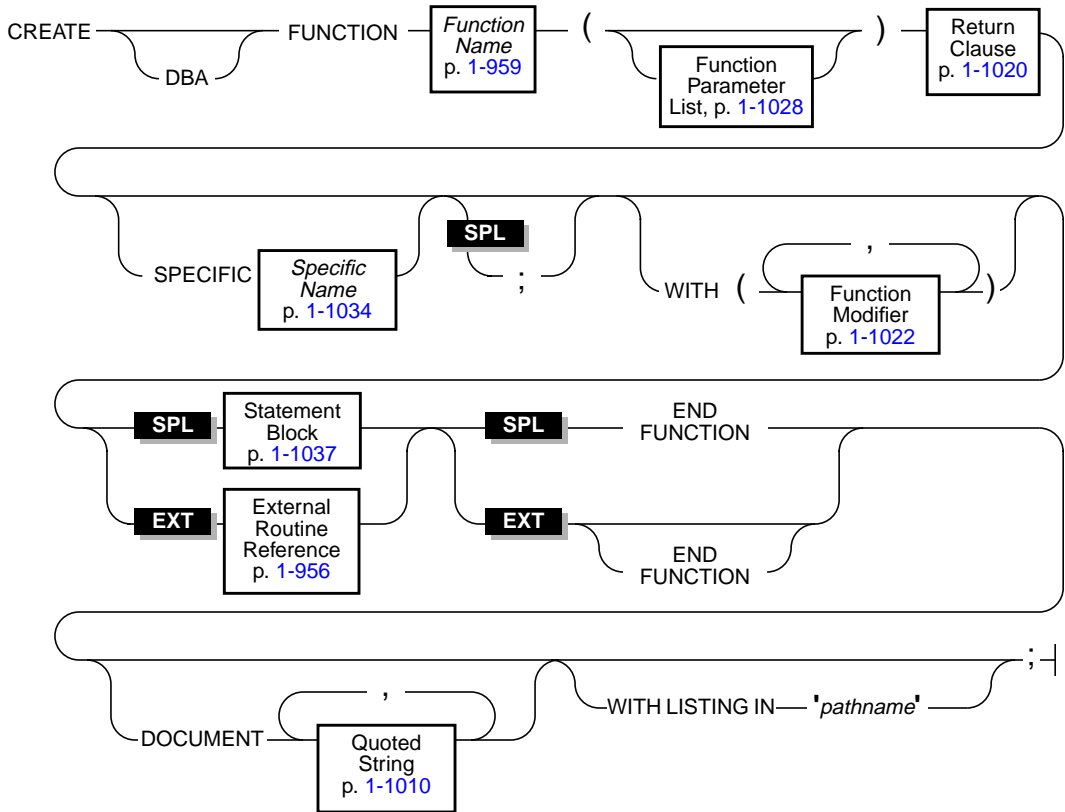 CREATE
DBA
FUNCTION
Function
Name
p. 1-959
(
Function
Parameter
List, p. 1-1028
)
Return
Clause
p. 1-1020
SPECIFIC
Specific
Name
p. 1-1034
SPL
;
WITH
(
,
Function
Modifier
p. 1-1022
)
SPL
Statement
Block
p. 1-1037
EXT
External
Routine
Reference
p. 1-956
SPL
END
FUNCTION
EXT
END
FUNCTION
DOCUMENT
,
Quoted
String
p. 1-1010
WITH LISTING IN
'pathname'
;